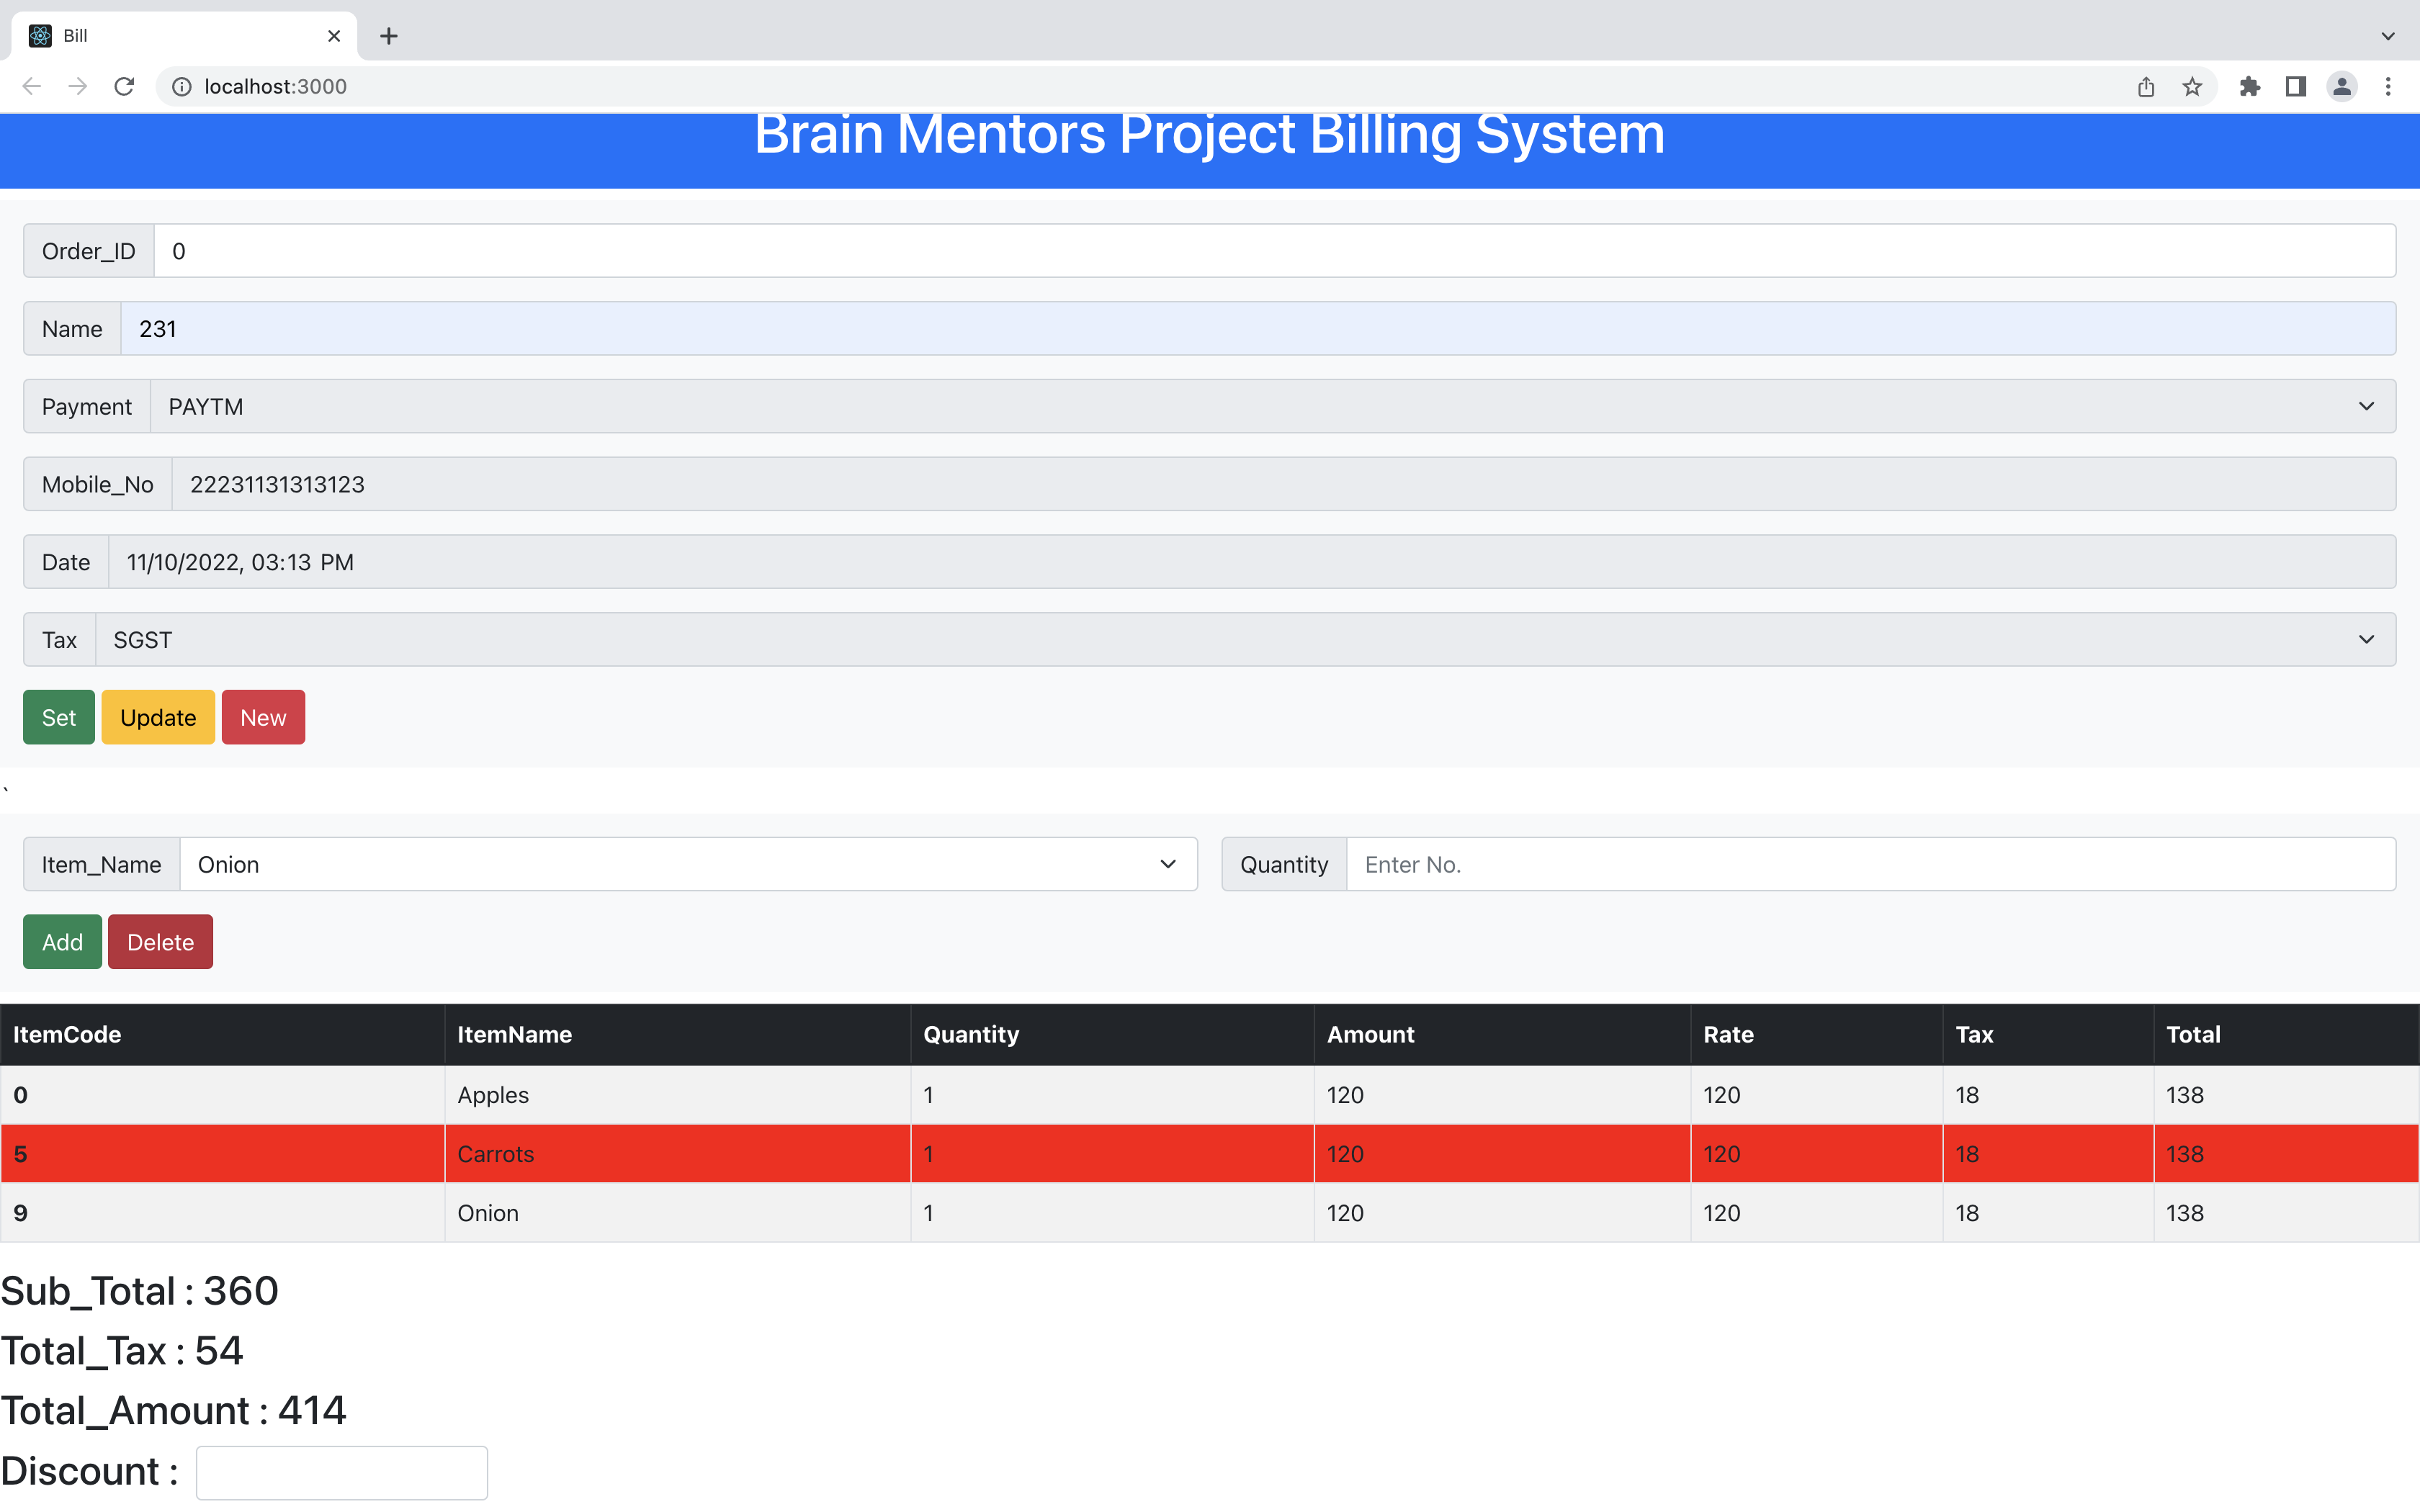 Bill
localhost:3000
Brain Mentors Project Billing System
Order_ID 0
Name 231
Payment PAYTM
Mobile_No 22231131313123
Date 11/10/2022, 03:13 PM
Tax SGST
Set Update New
`
Item_Name Onion Quantity Enter No.
Add Delete
ItemCode ItemName Quantity Amount Rate Tax Total
0 Apples 1 120 120 18 138
5 Carrots 1 120 120 18 138
9 Onion 1 120 120 18 138
Sub_Total : 360
Total_Tax : 54
Total_Amount : 414
Discount :